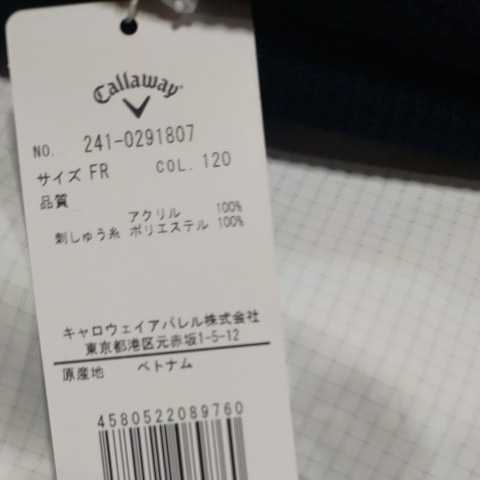 Callaway
NO. 241-0291807
サイズ FR COL. 120
品質
アクリル 100%
刺しゅう糸 ポリエステル 100%
キャロウェイアパレル株式会社
東京都港区元赤坂1-5-12
原産地 ベトナム
4580522089760